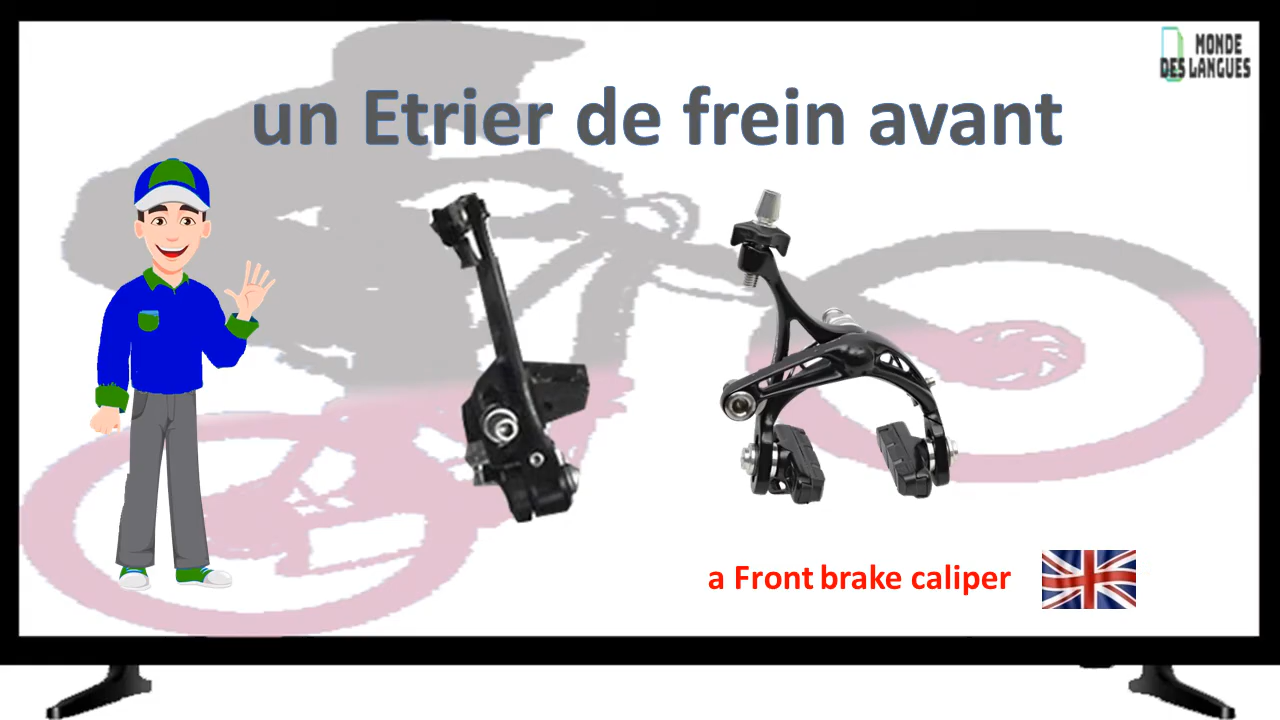 MONDE
DES LANGUES
un Etrier de frein avant
a Front brake caliper